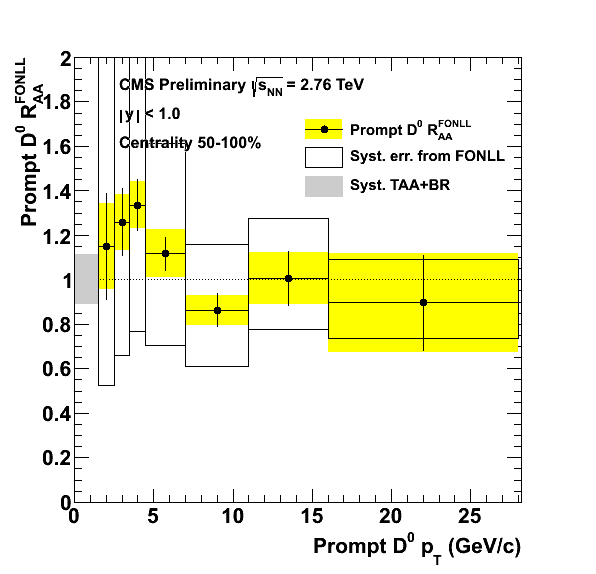 CMS Preliminary √s_NN = 2.76 TeV
|y| < 1.0
Centrality 50-100%
Prompt D⁰ R_AA^FONLL
Syst. err. from FONLL
Syst. TAA+BR
Prompt D⁰ R_AA^FONLL
2
1.8
1.6
1.4
1.2
1
0.8
0.6
0.4
0.2
0
0 5 10 15 20 25
Prompt D⁰ p_T (GeV/c)